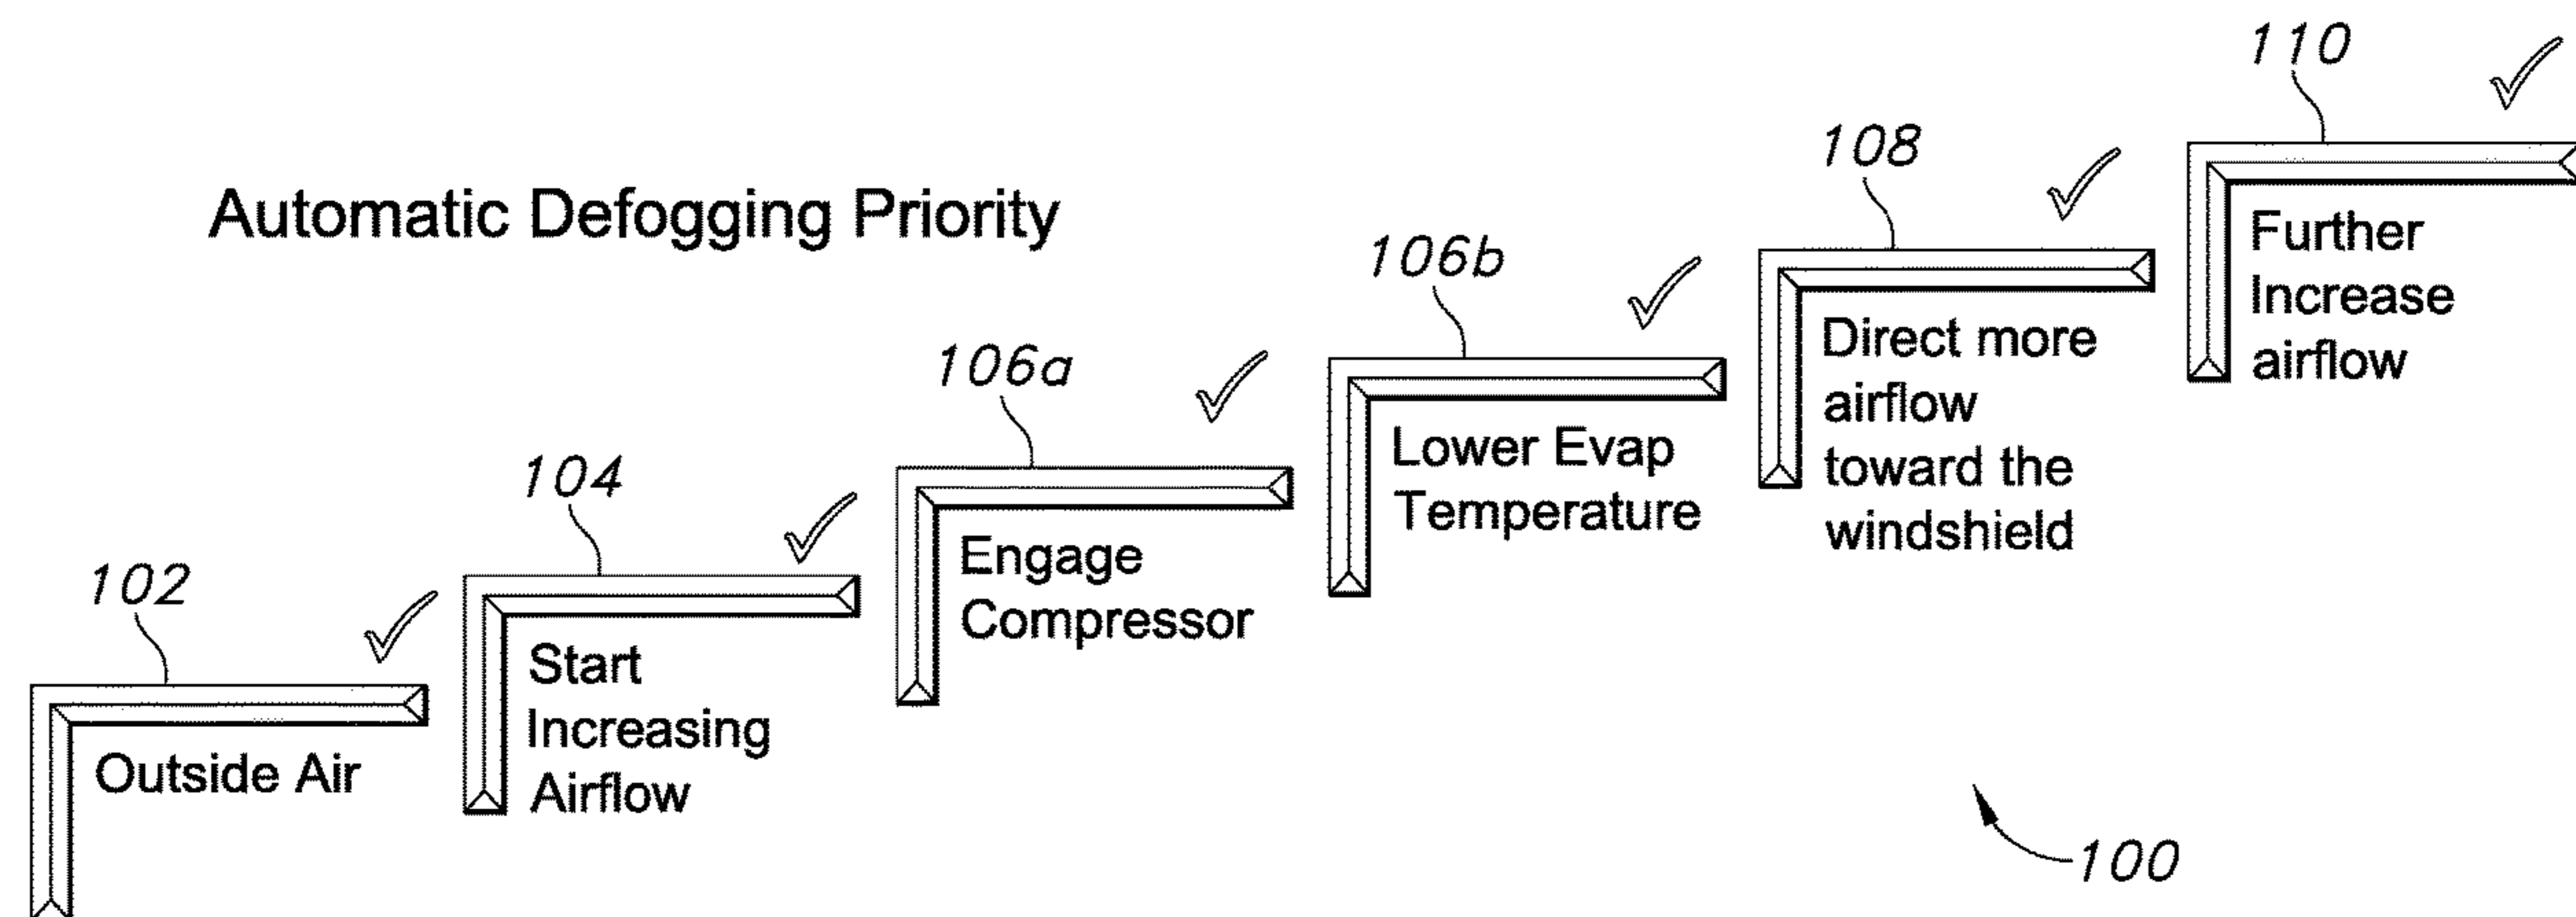 Automatic Defogging Priority
102
Outside Air
104
Start
Increasing
Airflow
106a
Engage
Compressor
106b
Lower Evap
Temperature
108
Direct more
airflow
toward the
windshield
110
Further
Increase
airflow
100